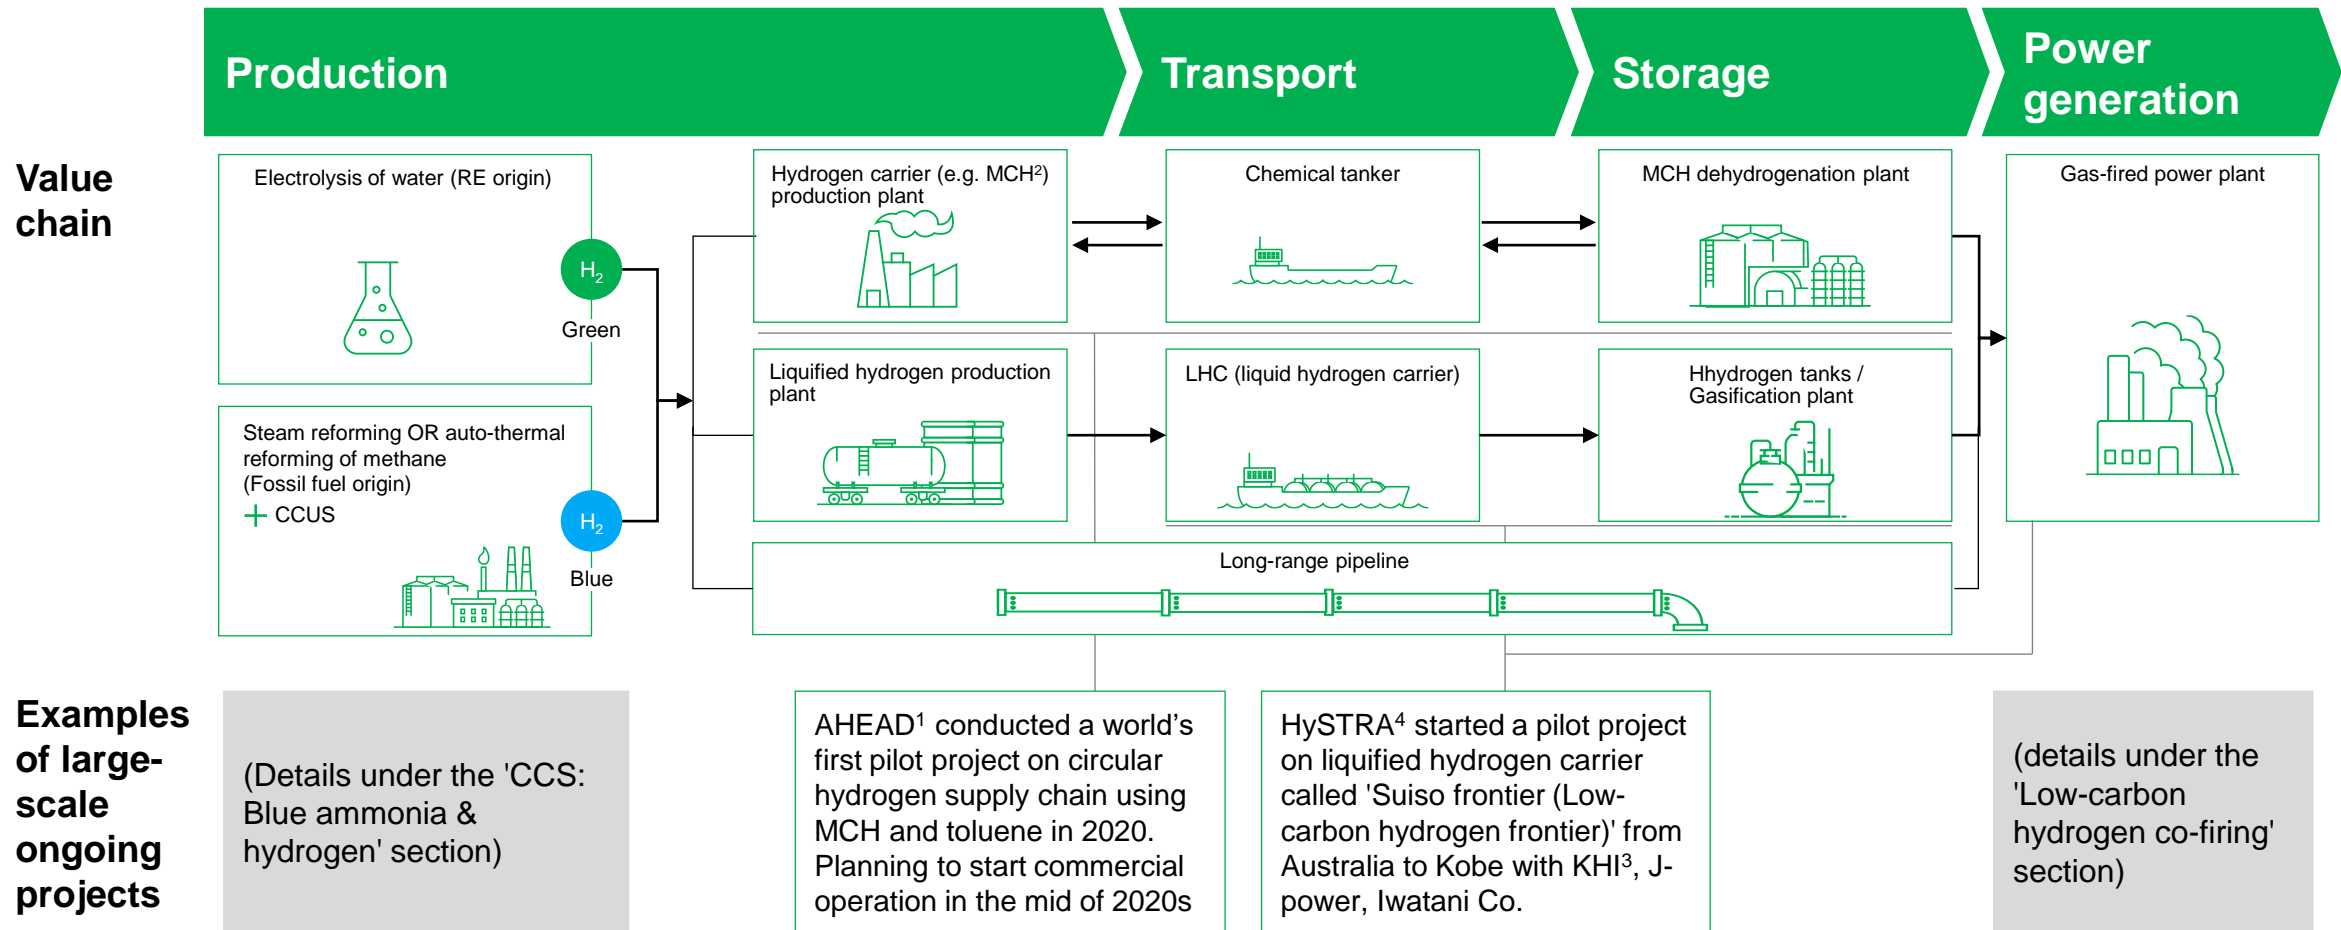 Production
Transport
Storage
Power
generation
Value
chain
Electrolysis of water (RE origin)
H2
Green
Steam reforming OR auto-thermal
reforming of methane
(Fossil fuel origin)
+ CCUS
H2
Blue
Hydrogen carrier (e.g. MCH²)
production plant
Chemical tanker
MCH dehydrogenation plant
Gas-fired power plant
Liquified hydrogen production
plant
LHC (liquid hydrogen carrier)
Hhydrogen tanks /
Gasification plant
Long-range pipeline
Examples
of large-
scale
ongoing
projects
(Details under the 'CCS:
Blue ammonia &
hydrogen' section)
AHEAD¹ conducted a world's
first pilot project on circular
hydrogen supply chain using
MCH and toluene in 2020.
Planning to start commercial
operation in the mid of 2020s
HySTRA⁴ started a pilot project
on liquified hydrogen carrier
called 'Suiso frontier (Low-
carbon hydrogen frontier)' from
Australia to Kobe with KHI³, J-
power, Iwatani Co.
(details under the
'Low-carbon
hydrogen co-firing'
section)